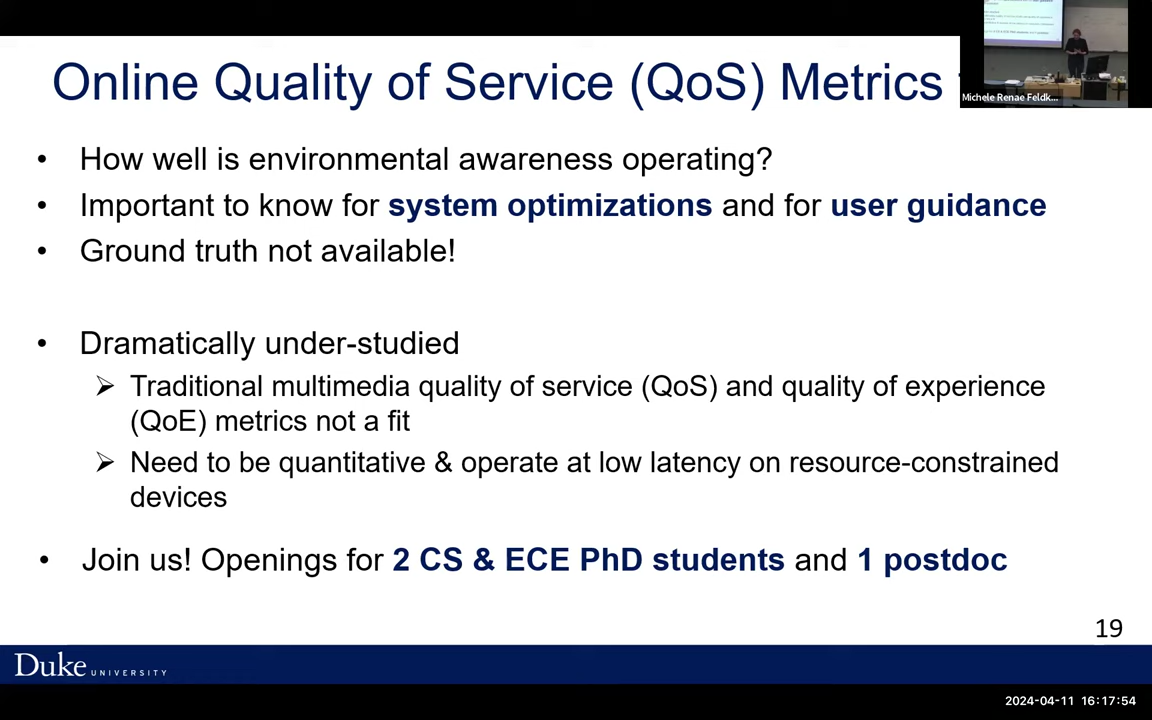 Online Quality of Service (QoS) Metrics
Michele Renae Feldk...
• How well is environmental awareness operating?
• Important to know for system optimizations and for user guidance
• Ground truth not available!
• Dramatically under-studied
➢ Traditional multimedia quality of service (QoS) and quality of experience
(QoE) metrics not a fit
➢ Need to be quantitative & operate at low latency on resource-constrained
devices
• Join us! Openings for 2 CS & ECE PhD students and 1 postdoc
19
Duke UNIVERSITY
2024-04-11 16:17:54